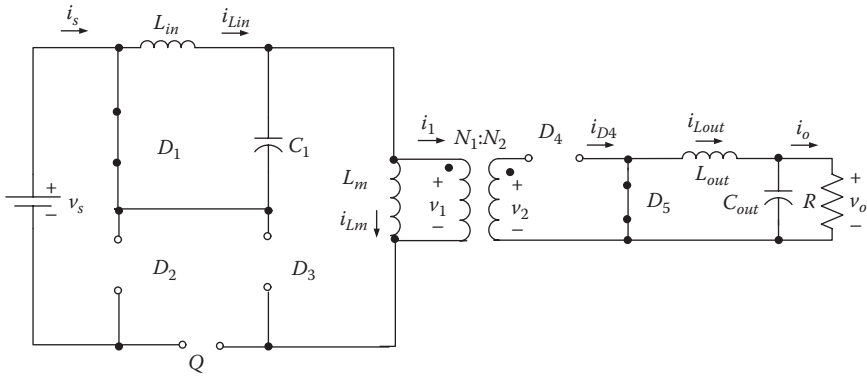 i_s
L_in
i_Lin
D_1
C_1
+
v_s
−
D_2
D_3
Q
L_m
i_Lm
i_1
N_1:N_2
+
v_1
−
+
v_2
−
D_4
i_D4
D_5
i_Lout
L_out
i_o
C_out
R
+
v_o
−